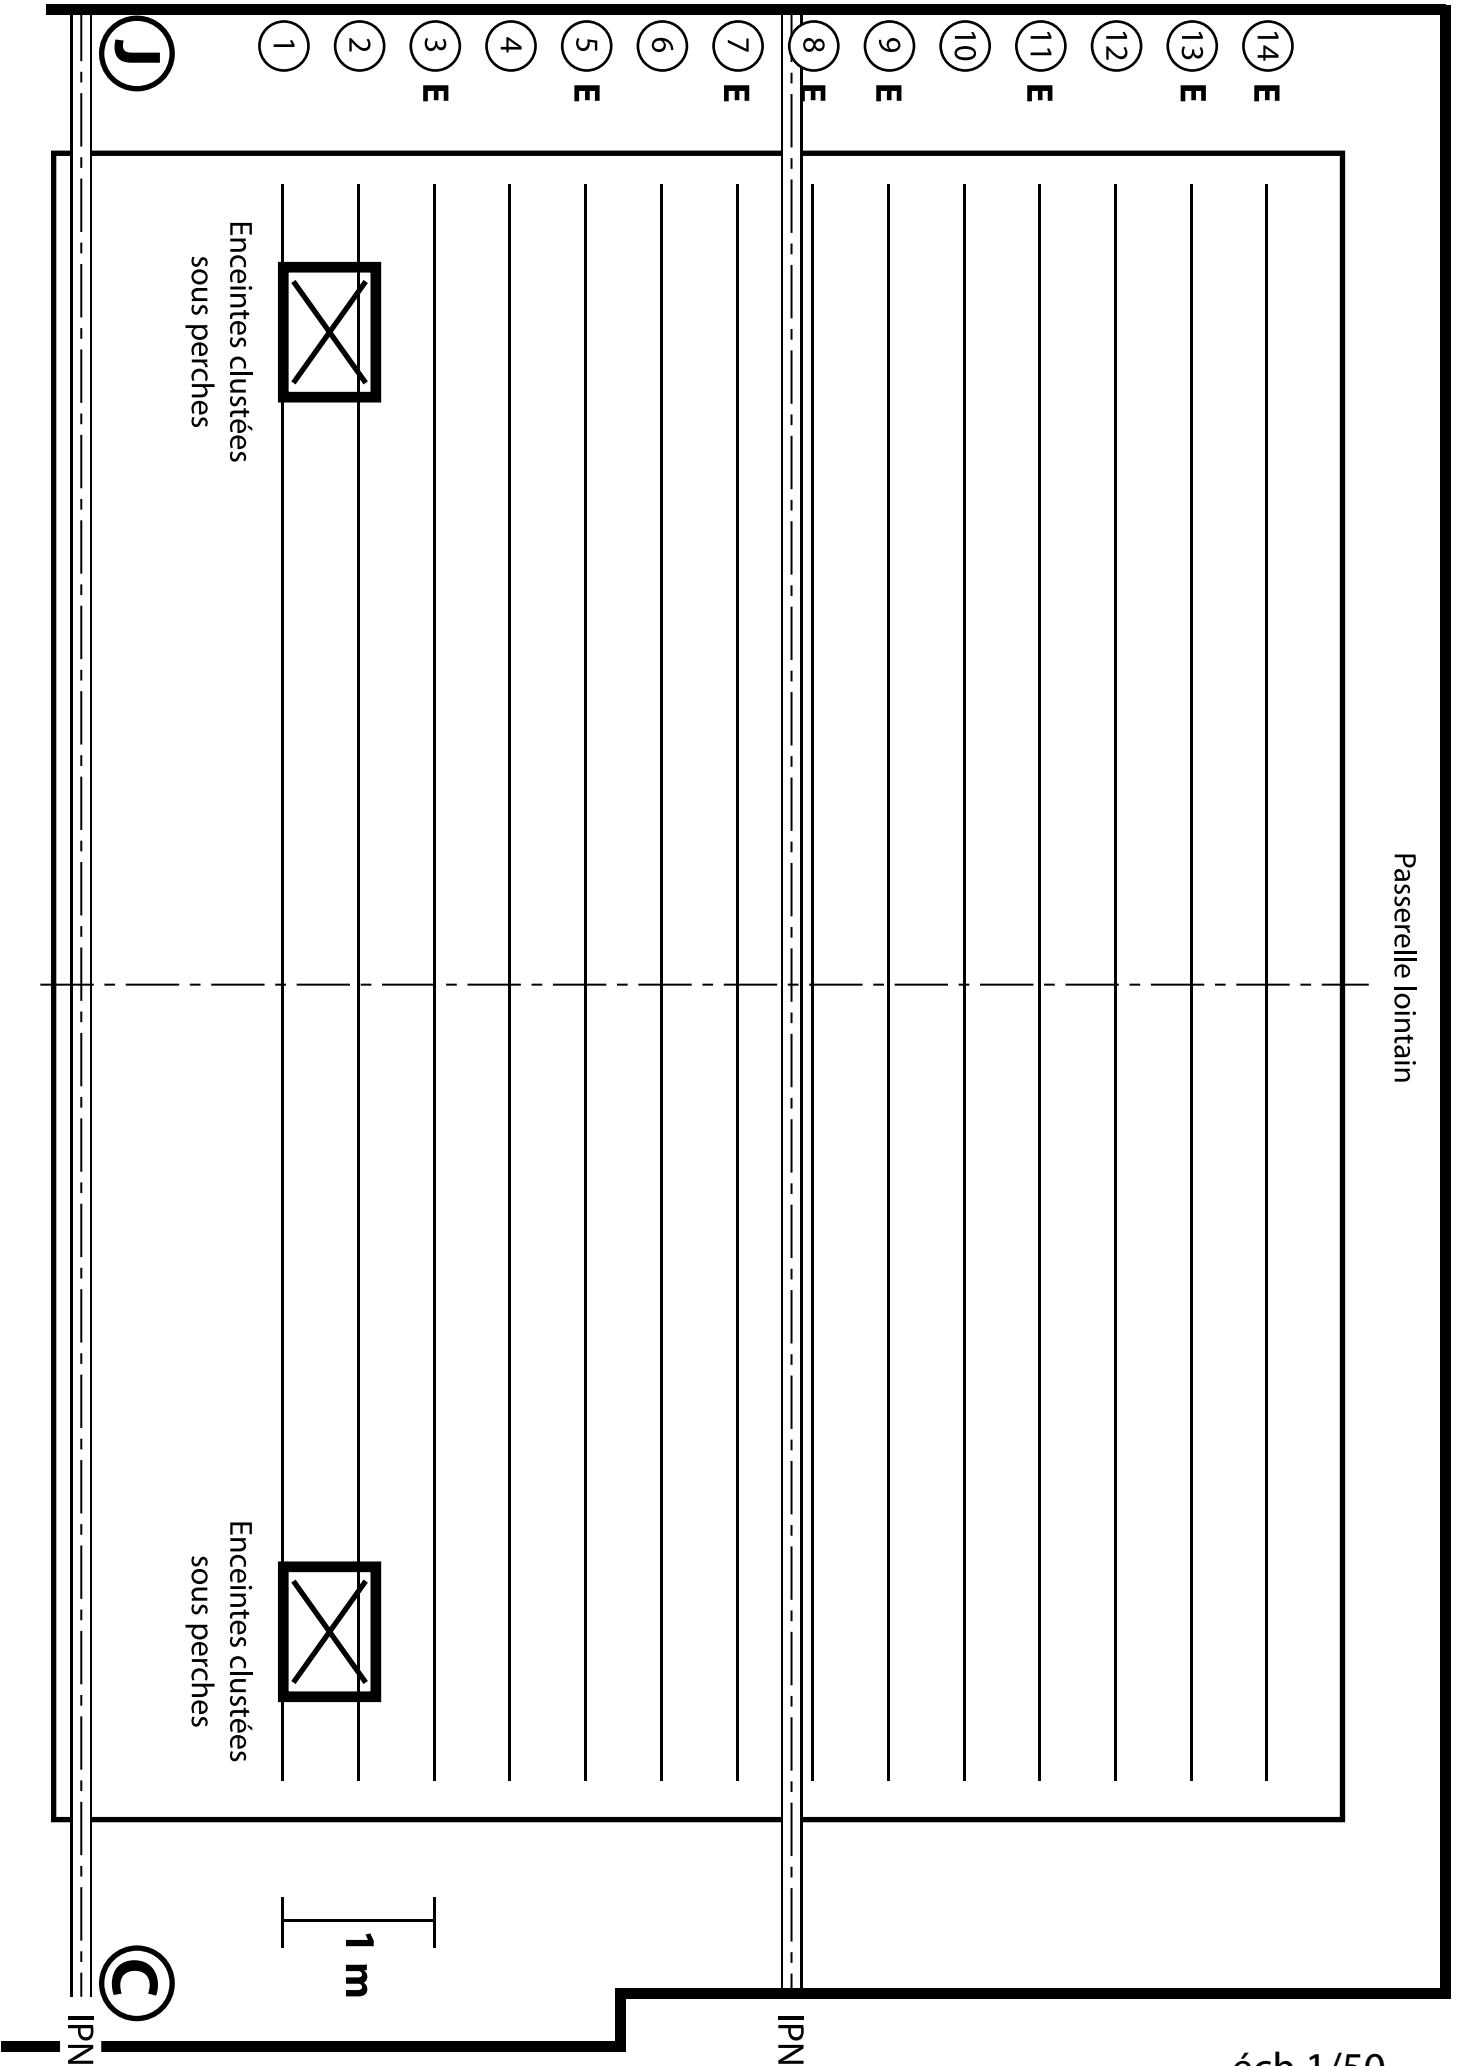 J
1
2
3 E
4
5 E
6
7 E
8 E
9 E
10
11 E
12
13 E
14 E
Enceintes clustées
sous perches
Passerelle lointain
Enceintes clustées
sous perches
1 m
C
IPN
IPN
éch 1/50